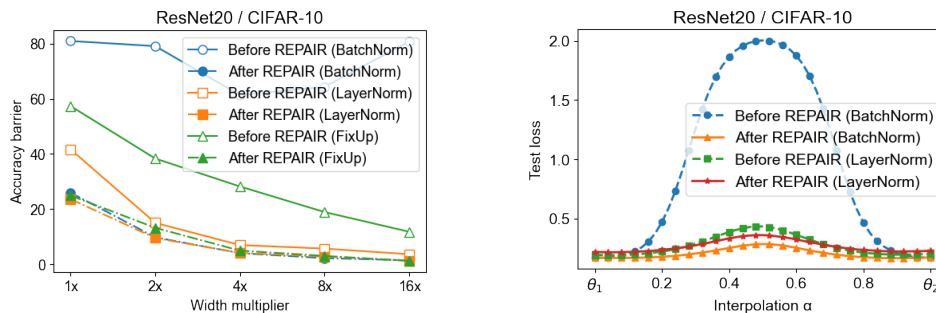 ResNet20 / CIFAR-10
Accuracy barrier
80
60
40
20
0
Before REPAIR (BatchNorm)
After REPAIR (BatchNorm)
Before REPAIR (LayerNorm)
After REPAIR (LayerNorm)
Before REPAIR (FixUp)
After REPAIR (FixUp)
1x 2x 4x 8x 16x
Width multiplier
ResNet20 / CIFAR-10
Test loss
2.0
1.5
1.0
0.5
Before REPAIR (BatchNorm)
After REPAIR (BatchNorm)
Before REPAIR (LayerNorm)
After REPAIR (LayerNorm)
θ1 0.2 0.4 0.6 0.8 θ2
Interpolation α